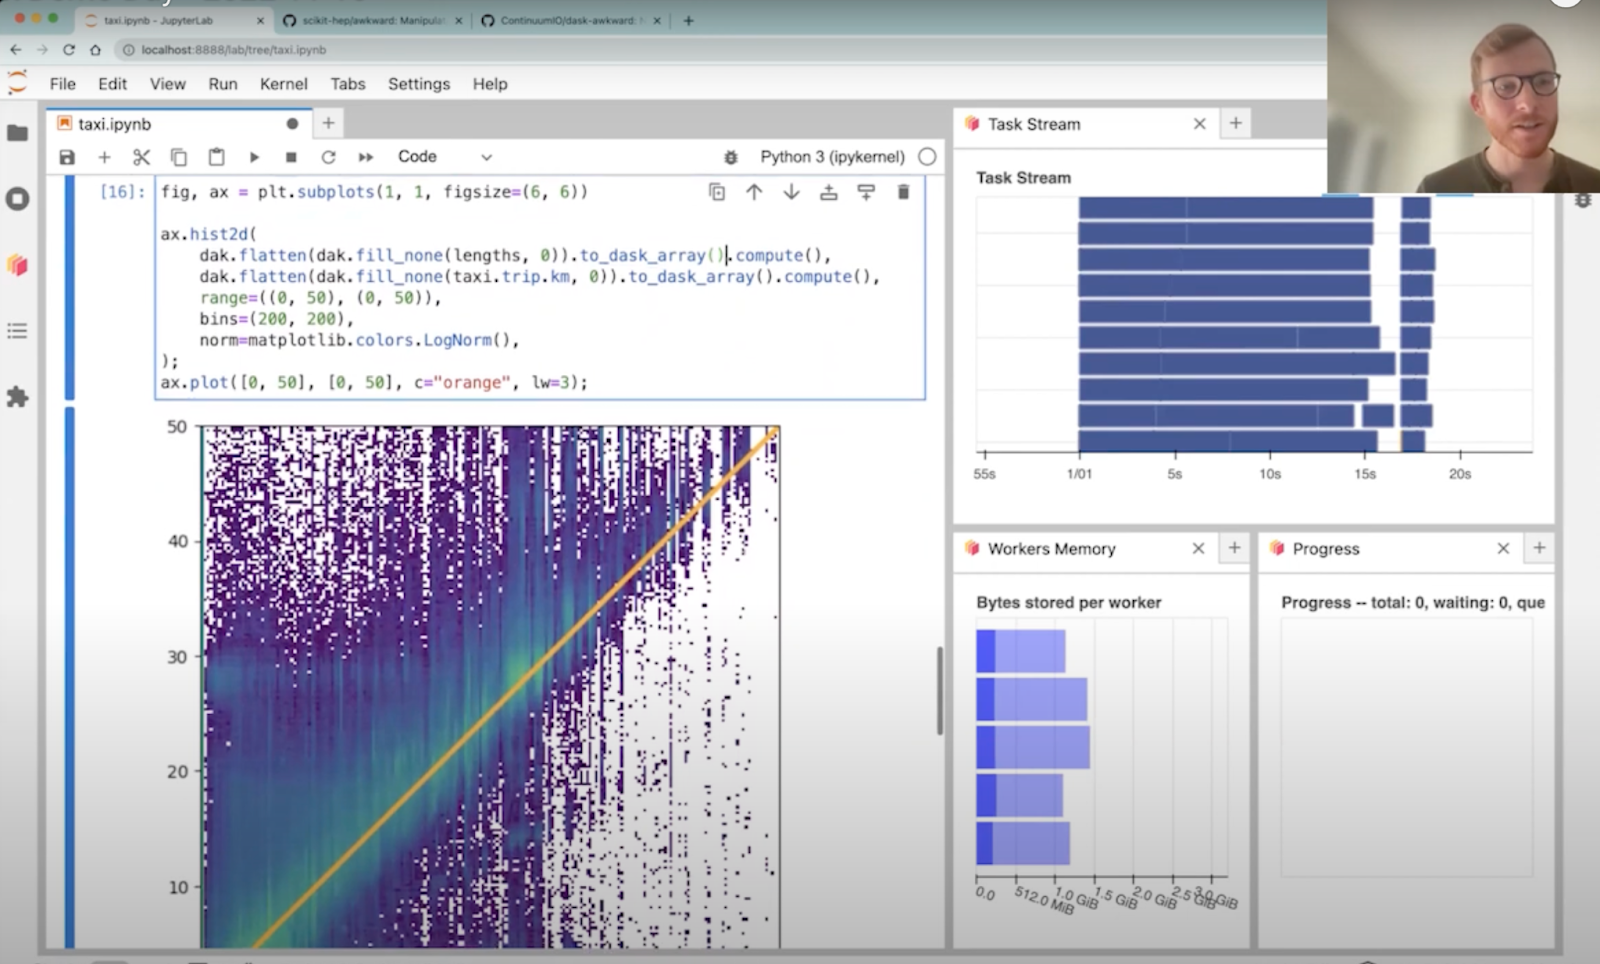 taxi.ipynb - JupyterLab
scikit-hep/awkward: Manipulat
ContinuumIO/dask-awkward:
localhost:8888/lab/tree/taxi.ipynb
File Edit View Run Kernel Tabs Settings Help
taxi.ipynb
Code
Python 3 (ipykernel)
[16]: fig, ax = plt.subplots(1, 1, figsize=(6, 6))
ax.hist2d(
dak.flatten(dak.fill_none(lengths, 0)).to_dask_array().compute(),
dak.flatten(dak.fill_none(taxi.trip.km, 0)).to_dask_array().compute(),
range=((0, 50), (0, 50)),
bins=(200, 200),
norm=matplotlib.colors.LogNorm(),
);
ax.plot([0, 50], [0, 50], c="orange", lw=3);
50
40
30
20
10
Task Stream
Task Stream
55s 1/01 5s 10s 15s 20s
Workers Memory
Bytes stored per worker
0.0 512.0 MiB 1.0 GiB 1.5 GiB 2.0 GiB 2.5 GiB 3.0 GiB
Progress
Progress -- total: 0, waiting: 0, que